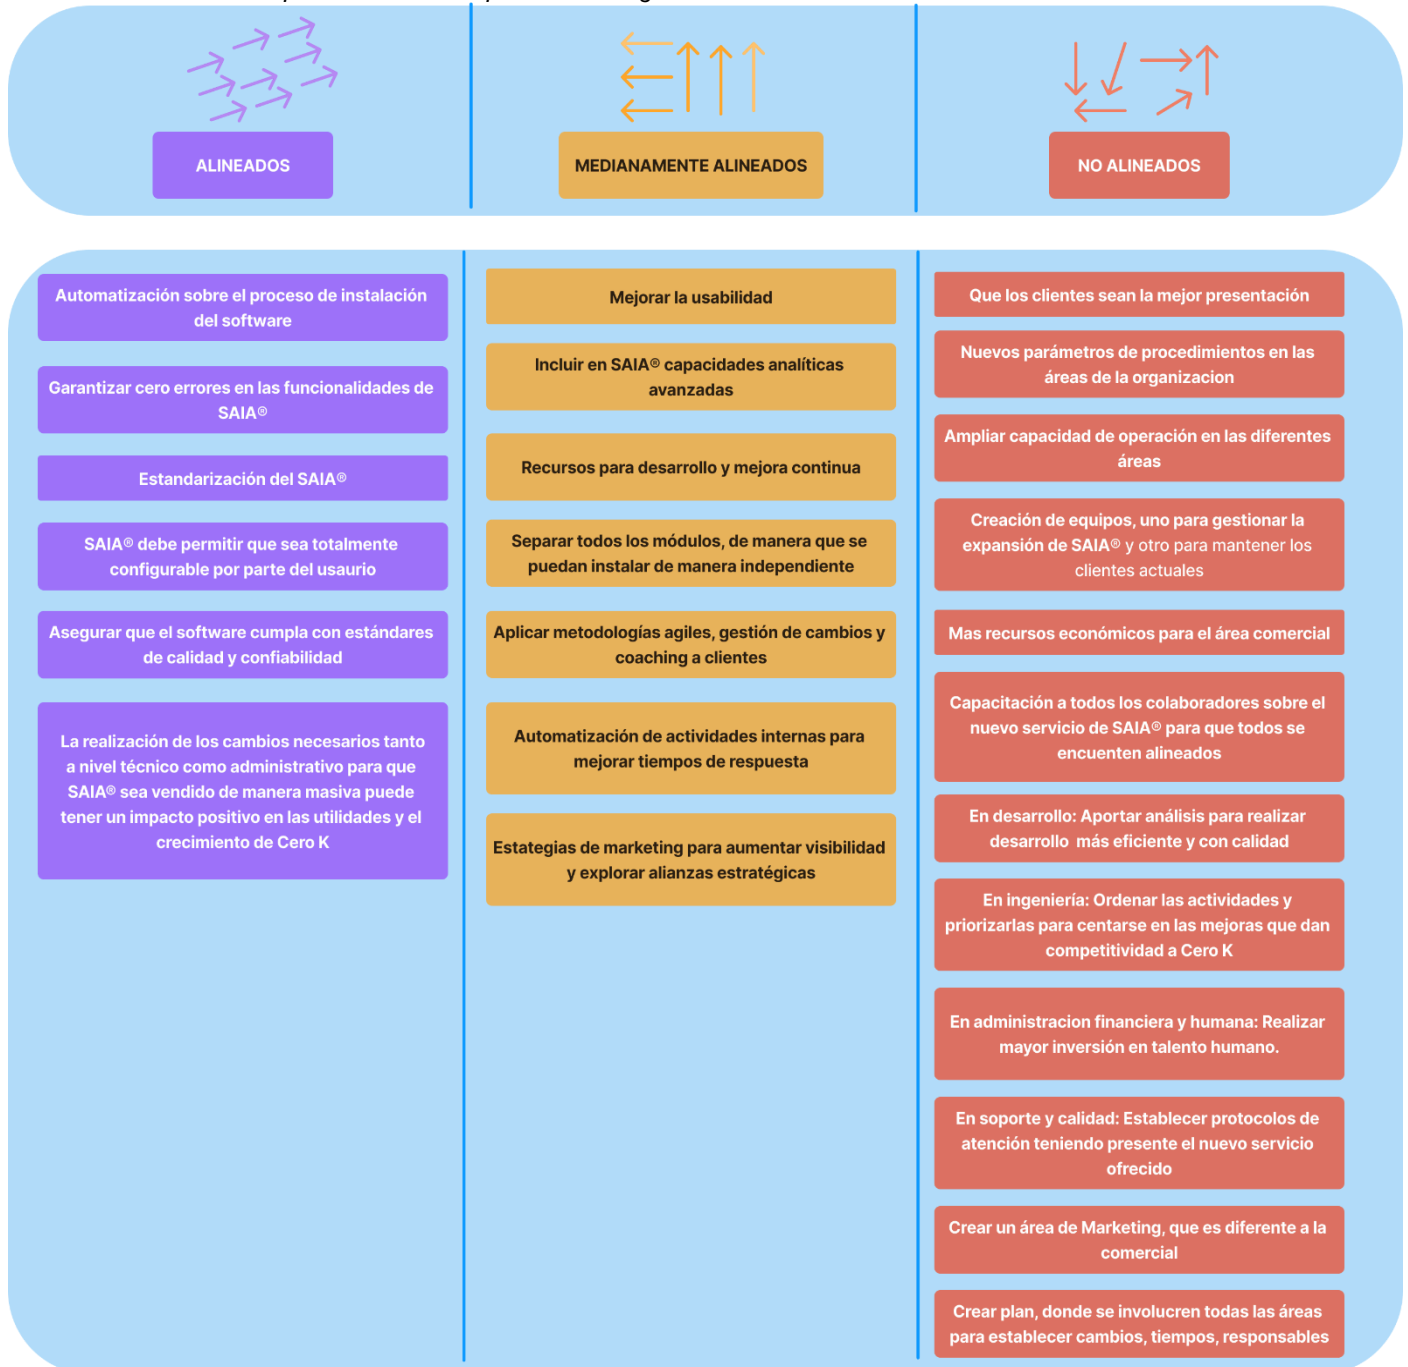 ALINEADOS
MEDIANAMENTE ALINEADOS
NO ALINEADOS
Automatización sobre el proceso de instalación
del software
Garantizar cero errores en las funcionalidades de
SAIA®
Estandarización del SAIA®
SAIA® debe permitir que sea totalmente
configurable por parte del usaurio
Asegurar que el software cumpla con estándares
de calidad y confiabilidad
La realización de los cambios necesarios tanto
a nivel técnico como administrativo para que
SAIA® sea vendido de manera masiva puede
tener un impacto positivo en las utilidades y el
crecimiento de Cero K
Mejorar la usabilidad
Incluir en SAIA® capacidades analíticas
avanzadas
Recursos para desarrollo y mejora continua
Separar todos los módulos, de manera que se
puedan instalar de manera independiente
Aplicar metodologías agiles, gestión de cambios y
coaching a clientes
Automatización de actividades internas para
mejorar tiempos de respuesta
Estategias de marketing para aumentar visibilidad
y explorar alianzas estratégicas
Que los clientes sean la mejor presentación
Nuevos parámetros de procedimientos en las
áreas de la organizacion
Ampliar capacidad de operación en las diferentes
áreas
Creación de equipos, uno para gestionar la
expansión de SAIA® y otro para mantener los
clientes actuales
Mas recursos económicos para el área comercial
Capacitación a todos los colaboradores sobre el
nuevo servicio de SAIA® para que todos se
encuenten alineados
En desarrollo: Aportar análisis para realizar
desarrollo más eficiente y con calidad
En ingeniería: Ordenar las actividades y
priorizarlas para centarse en las mejoras que dan
competitividad a Cero K
En administracion financiera y humana: Realizar
mayor inversión en talento humano.
En soporte y calidad: Establecer protocolos de
atención teniendo presente el nuevo servicio
ofrecido
Crear un área de Marketing, que es diferente a la
comercial
Crear plan, donde se involucren todas las áreas
para establecer cambios, tiempos, responsables